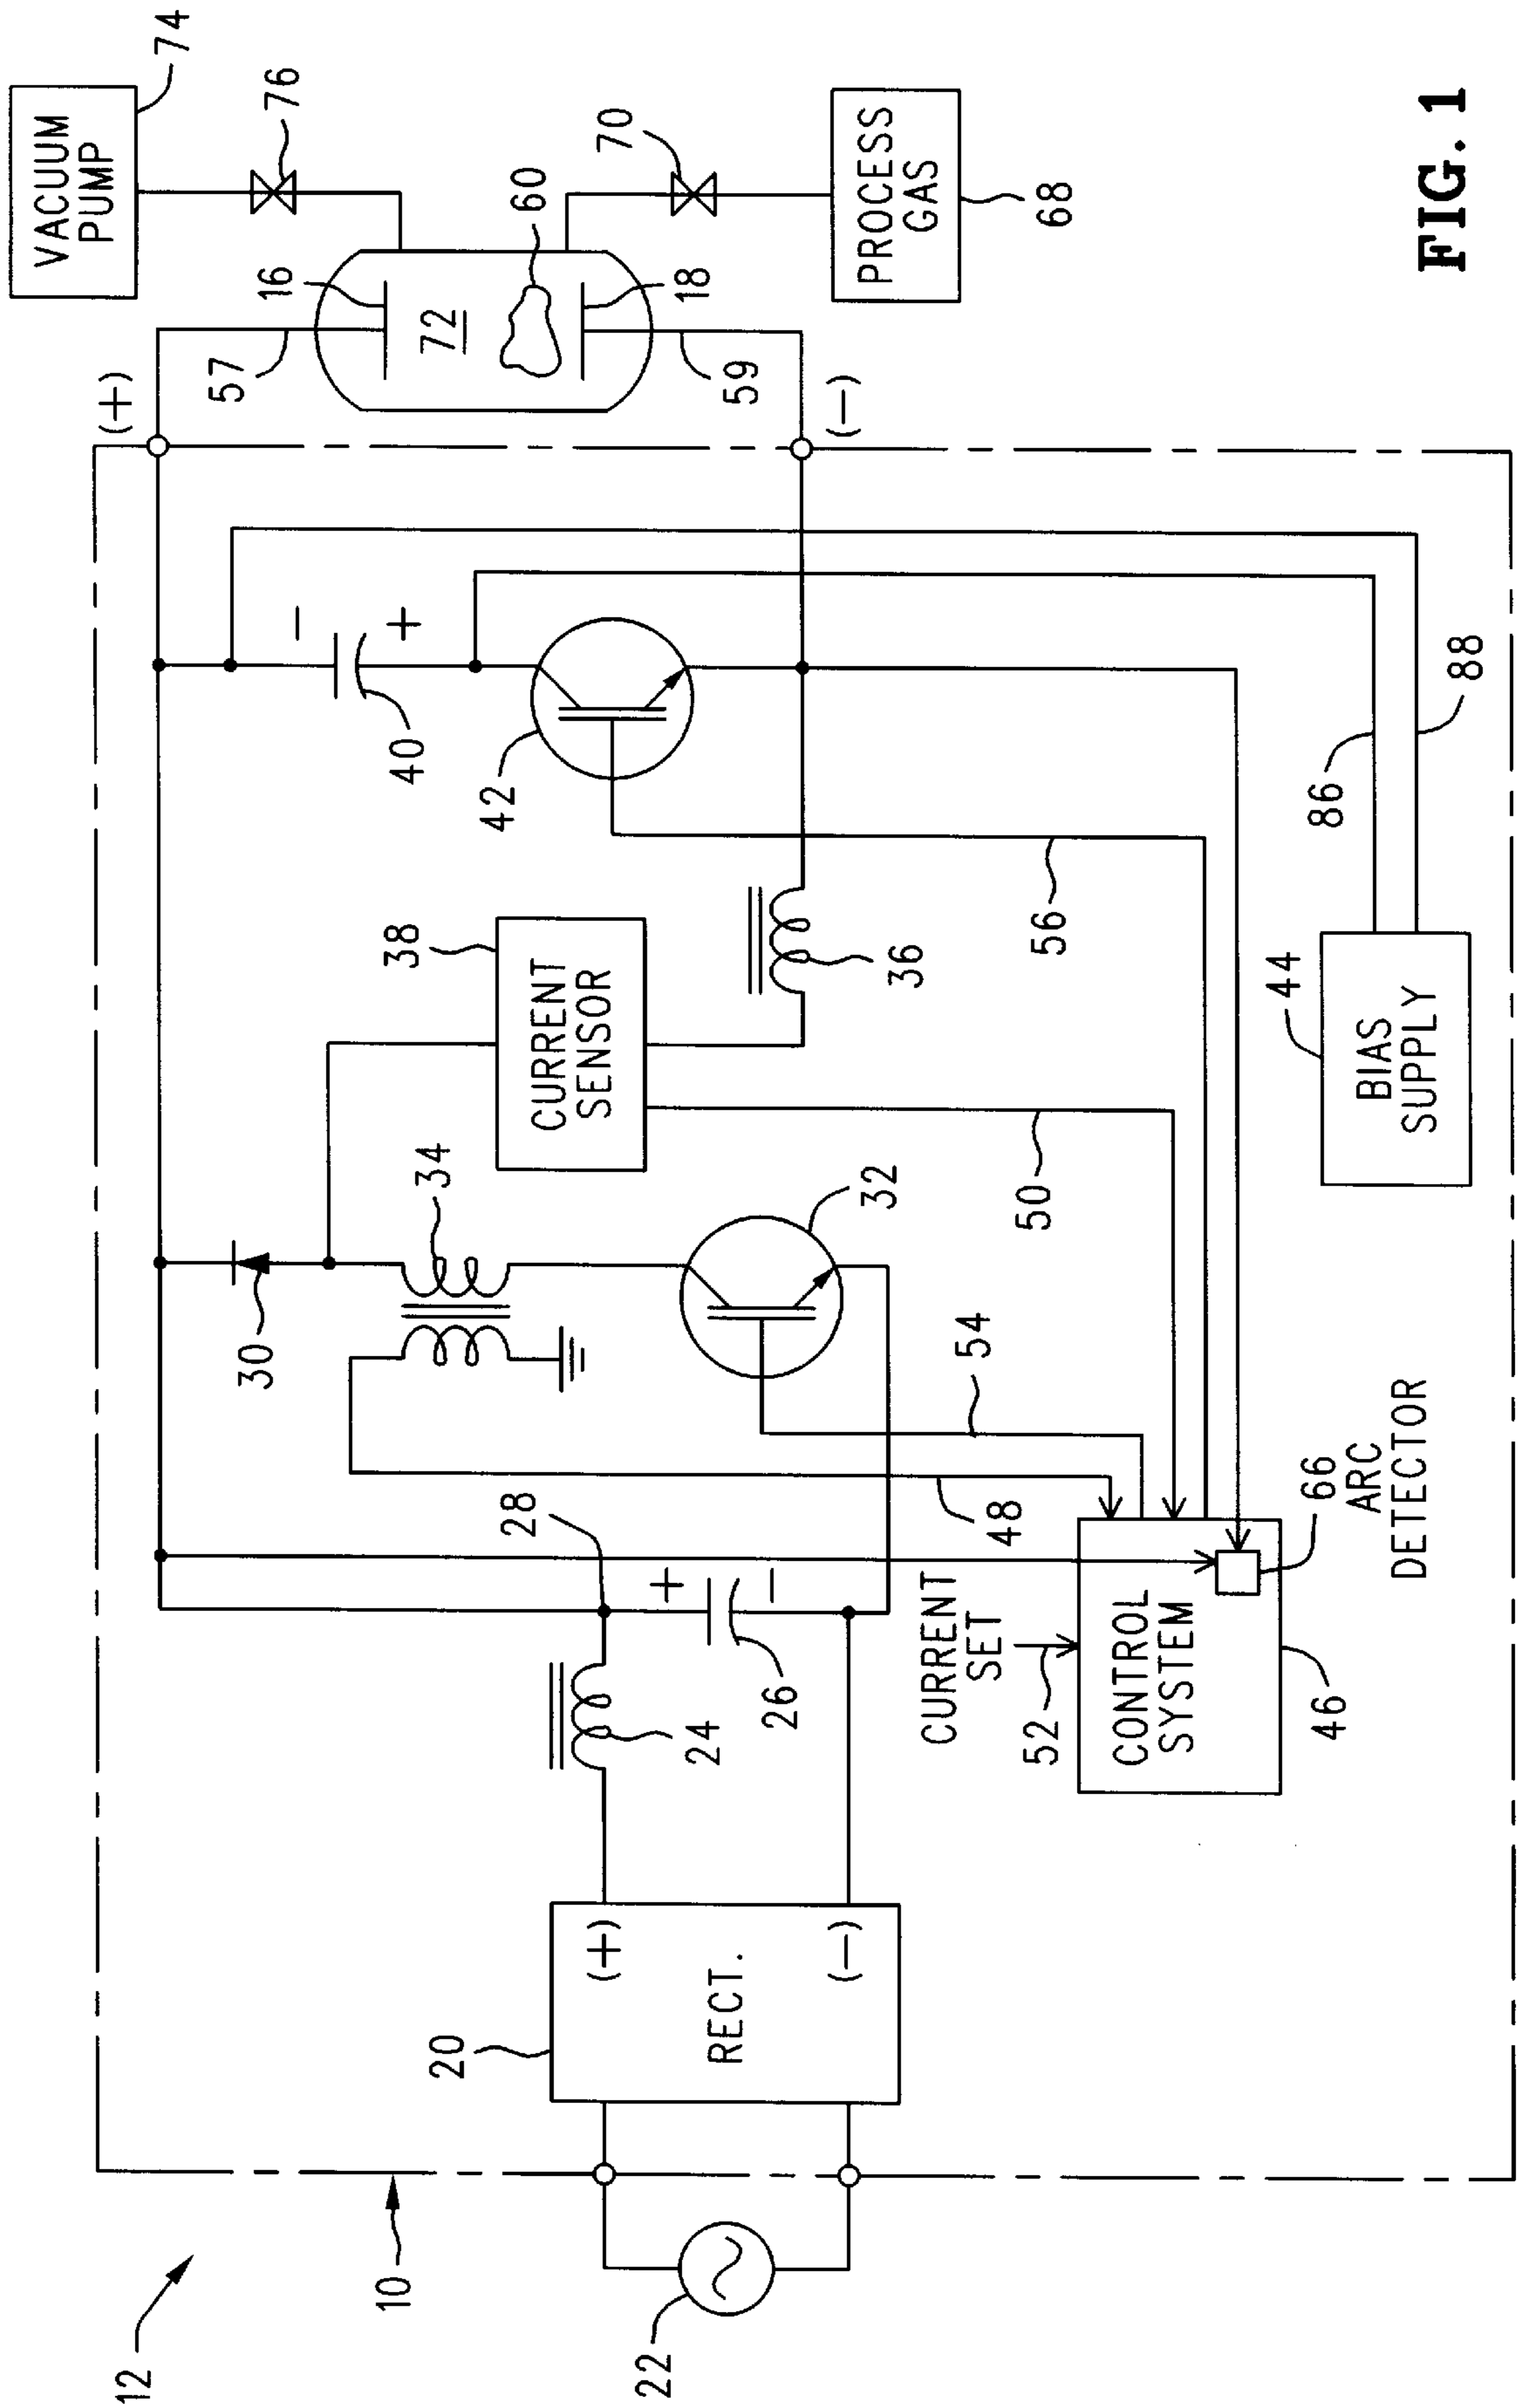 12
10
22
20
RECT.
(+)
(−)
24
26
+
−
28
30
34
32
CURRENT
SENSOR
38
36
40
−
+
42
(+)
(−)
57
59
16
72
60
18
VACUUM
PUMP
74
76
70
PROCESS
GAS
68
48
54
50
56
CURRENT
SET
52
CONTROL
SYSTEM
46
66
ARC
DETECTOR
44
BIAS
SUPPLY
86
88
FIG. 1